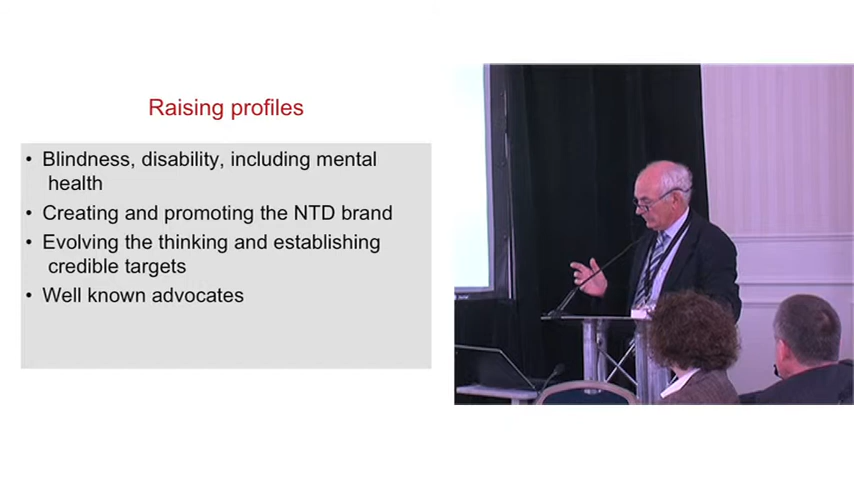 Raising profiles
• Blindness, disability, including mental
health
• Creating and promoting the NTD brand
• Evolving the thinking and establishing
credible targets
• Well known advocates